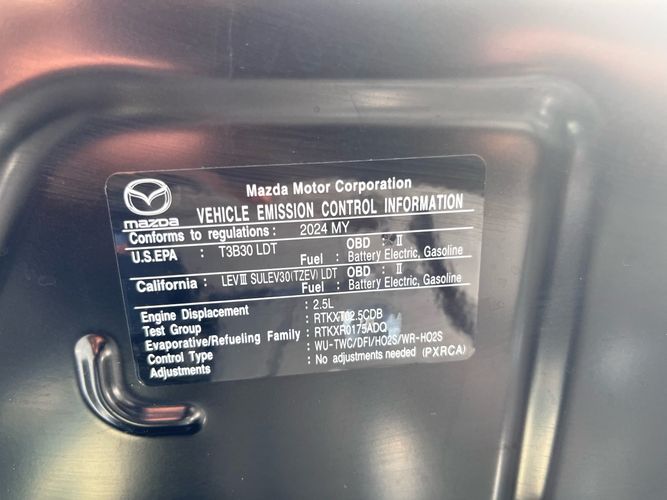 Mazda Motor Corporation
mazda VEHICLE EMISSION CONTROL INFORMATION
Conforms to regulations : 2024 MY
U.S.EPA : T3B30 LDT OBD : II
Fuel : Battery Electric, Gasoline
California : LEVIII SULEV30(TZEV) LDT OBD : II
Fuel : Battery Electric, Gasoline
Engine Displacement : 2.5L
Test Group : RTKXT02.5CDB
Evaporative/Refueling Family : RTKXR0175ADQ
Control Type : WU-TWC/DFI/HO2S/WR-HO2S
Adjustments : No adjustments needed (PXRCA)